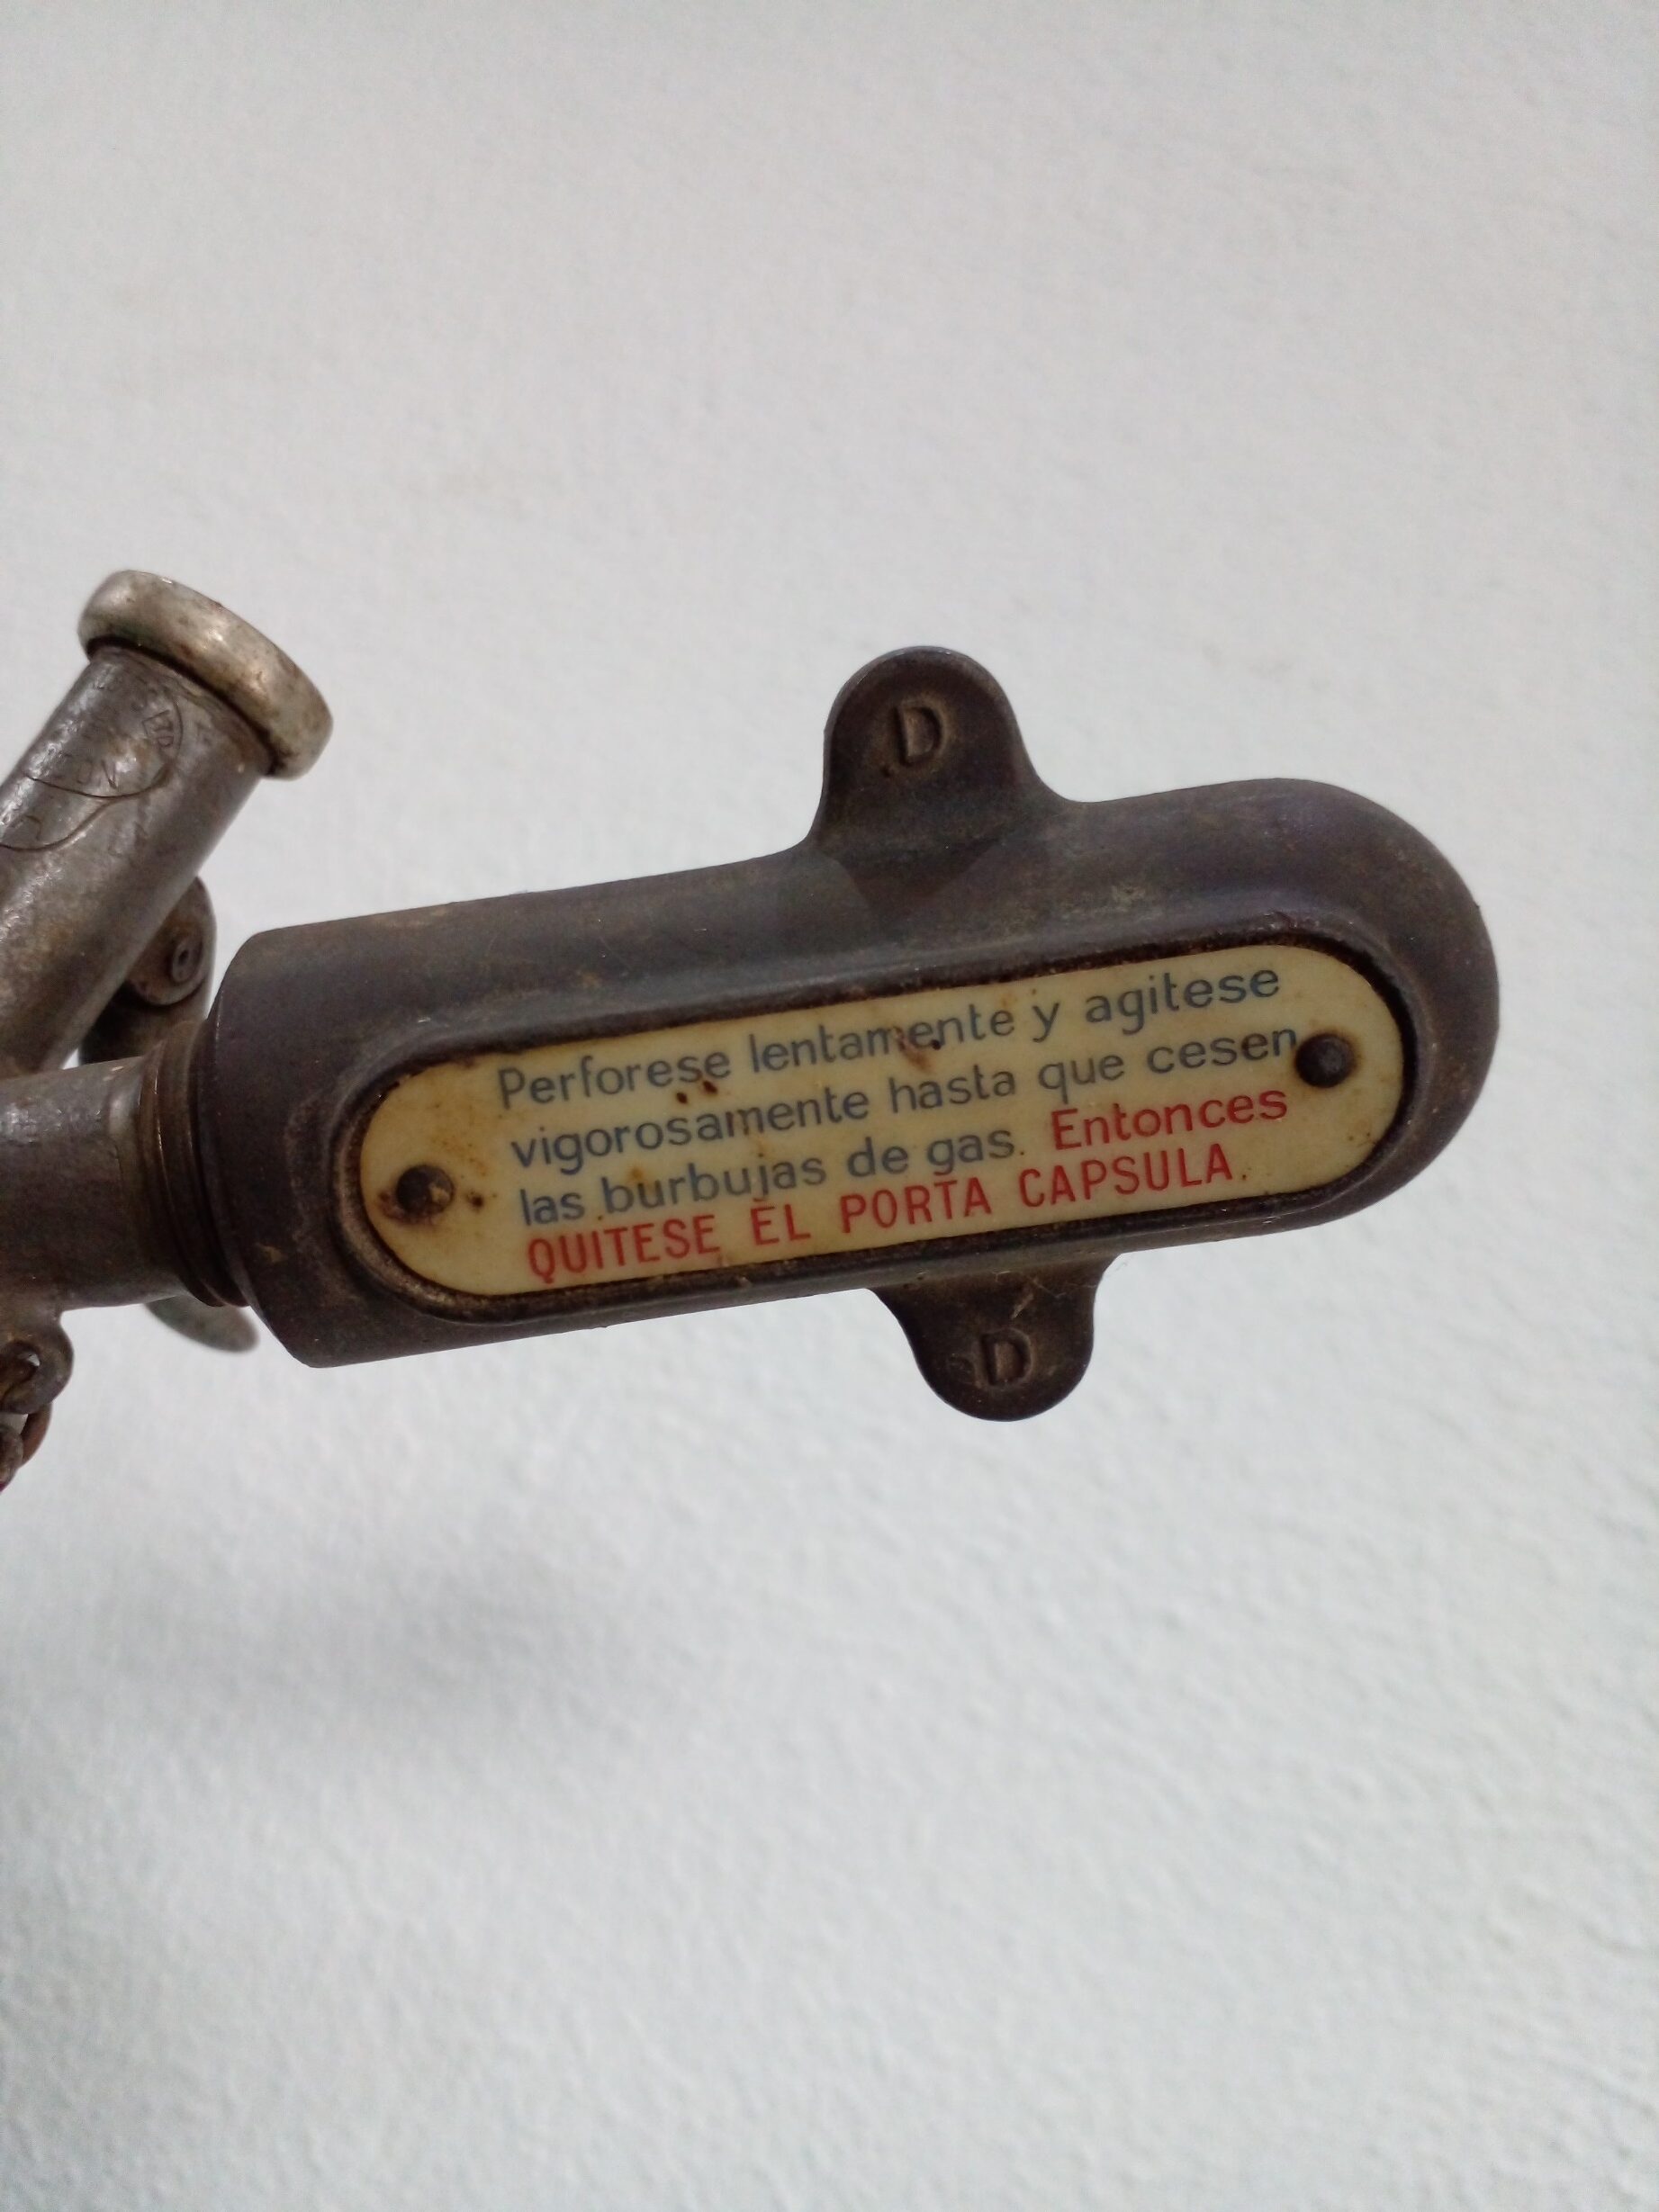 D
Perforese lentamente y agitese
vigorosamente hasta que cesen
las burbujas de gas. Entonces
QUITESE EL PORTA CAPSULA.
D